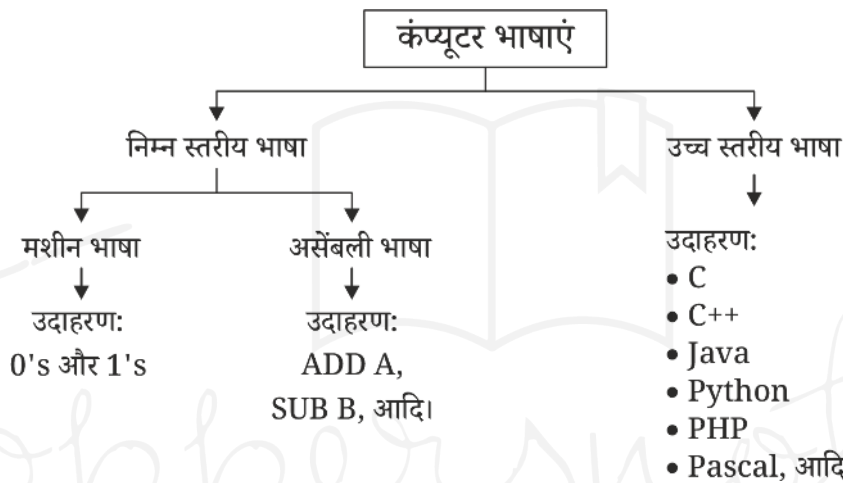 कंप्यूटर भाषाएं
निम्न स्तरीय भाषा
मशीन भाषा
उदाहरण:
0's और 1's
असेंबली भाषा
उदाहरण:
ADD A,
SUB B, आदि।
उच्च स्तरीय भाषा
उदाहरण:
• C
• C++
• Java
• Python
• PHP
• Pascal, आदि